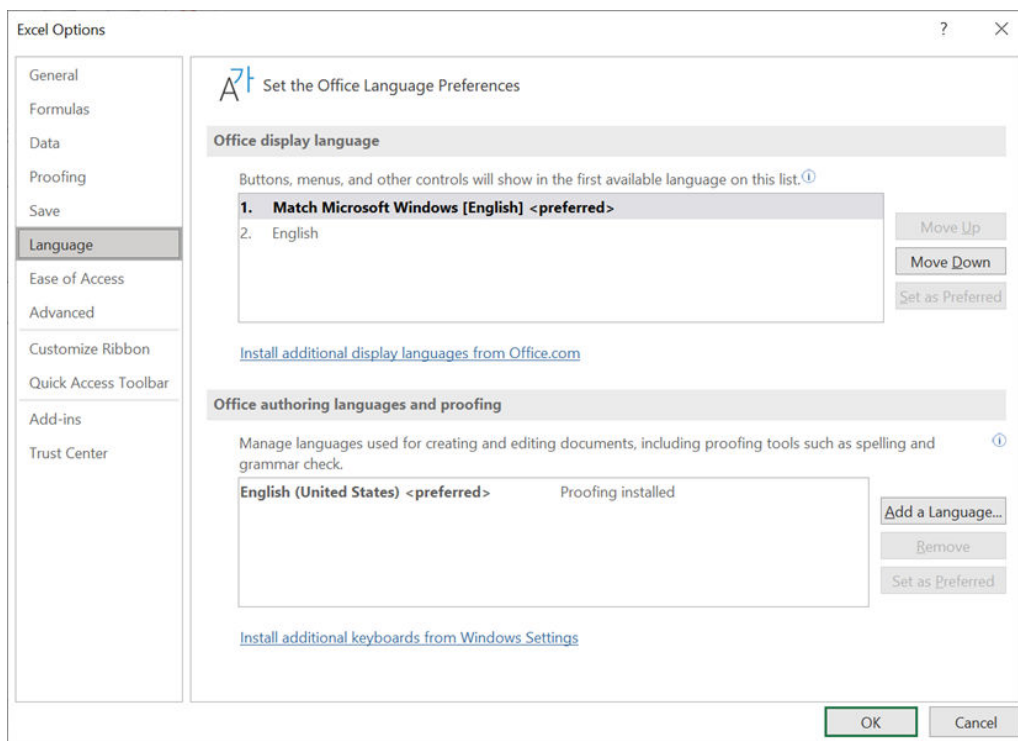 Excel Options
?
General
Formulas
Data
Proofing
Save
Language
Ease of Access
Advanced
Customize Ribbon
Quick Access Toolbar
Add-ins
Trust Center
A가 Set the Office Language Preferences
Office display language
Buttons, menus, and other controls will show in the first available language on this list.
1. Match Microsoft Windows [English] <preferred>
2. English
Move Up
Move Down
Set as Preferred
Install additional display languages from Office.com
Office authoring languages and proofing
Manage languages used for creating and editing documents, including proofing tools such as spelling and
grammar check.
English (United States) <preferred> Proofing installed
Add a Language...
Remove
Set as Preferred
Install additional keyboards from Windows Settings
OK
Cancel